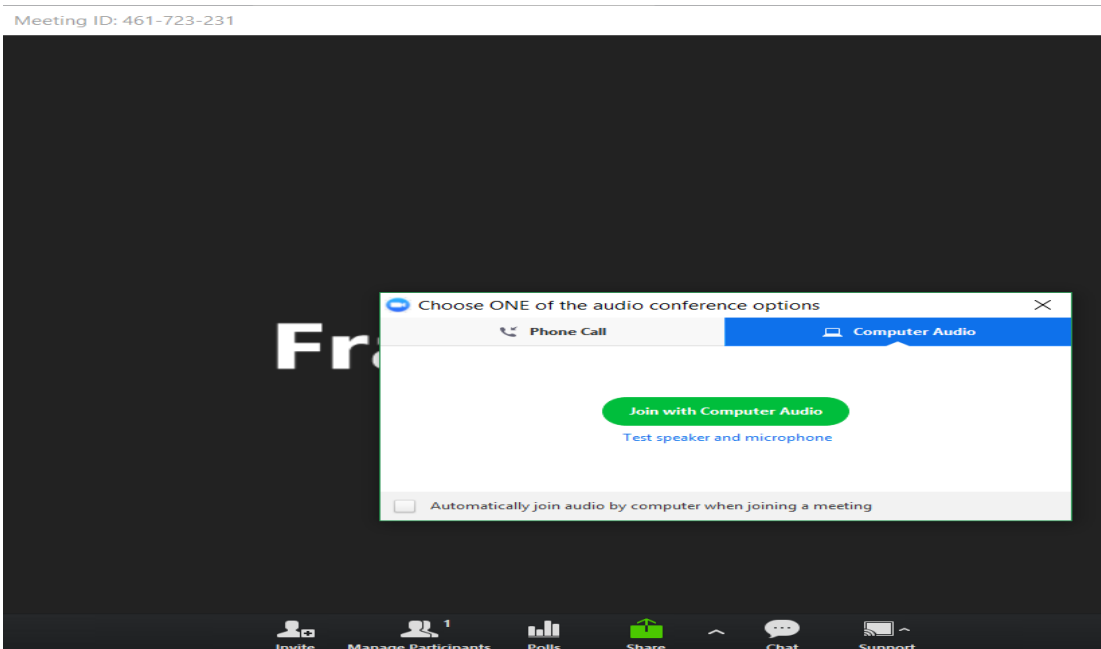 Meeting ID: 461-723-231
Choose ONE of the audio conference options
Phone Call
Computer Audio
Fr
Join with Computer Audio
Test speaker and microphone
Automatically join audio by computer when joining a meeting
1
Invite
Manage Participants
Polls
Share
Chat
Support